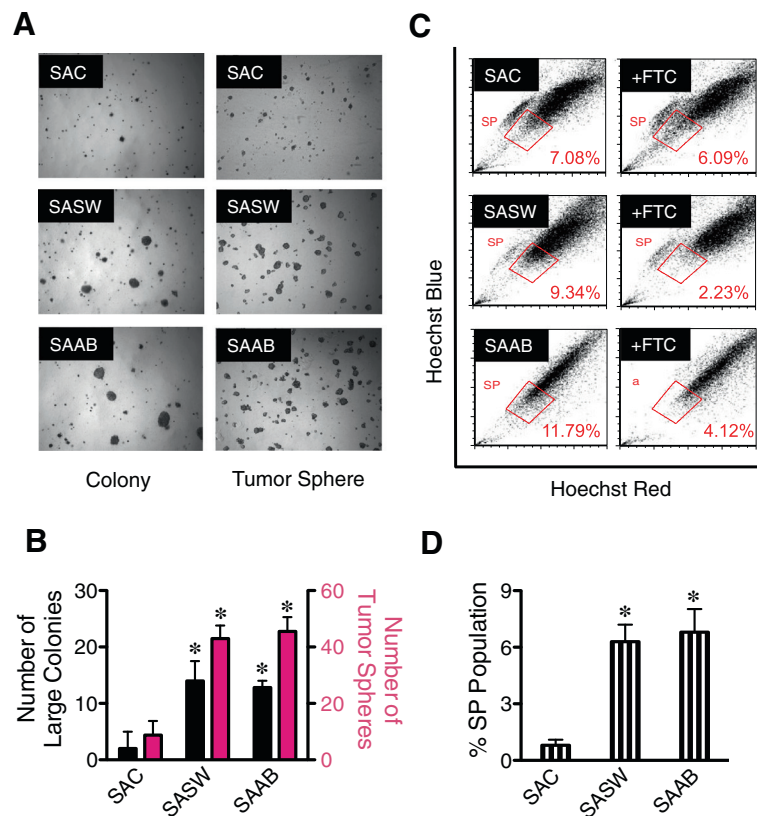 A
SAC
SAC
SASW
SASW
SAAB
SAAB
Colony
Tumor Sphere
C
Hoechst Blue
SAC
SP
7.08%
+FTC
SP
6.09%
SASW
SP
9.34%
+FTC
SP
2.23%
SAAB
SP
11.79%
+FTC
a
4.12%
Hoechst Red
B
Number of
Large Colonies
30
20
10
0
*
*
*
*
60
40
20
0
Number of
Tumor Spheres
SAC
SASW
SAAB
D
% SP Population
9
6
3
0
*
*
SAC
SASW
SAAB